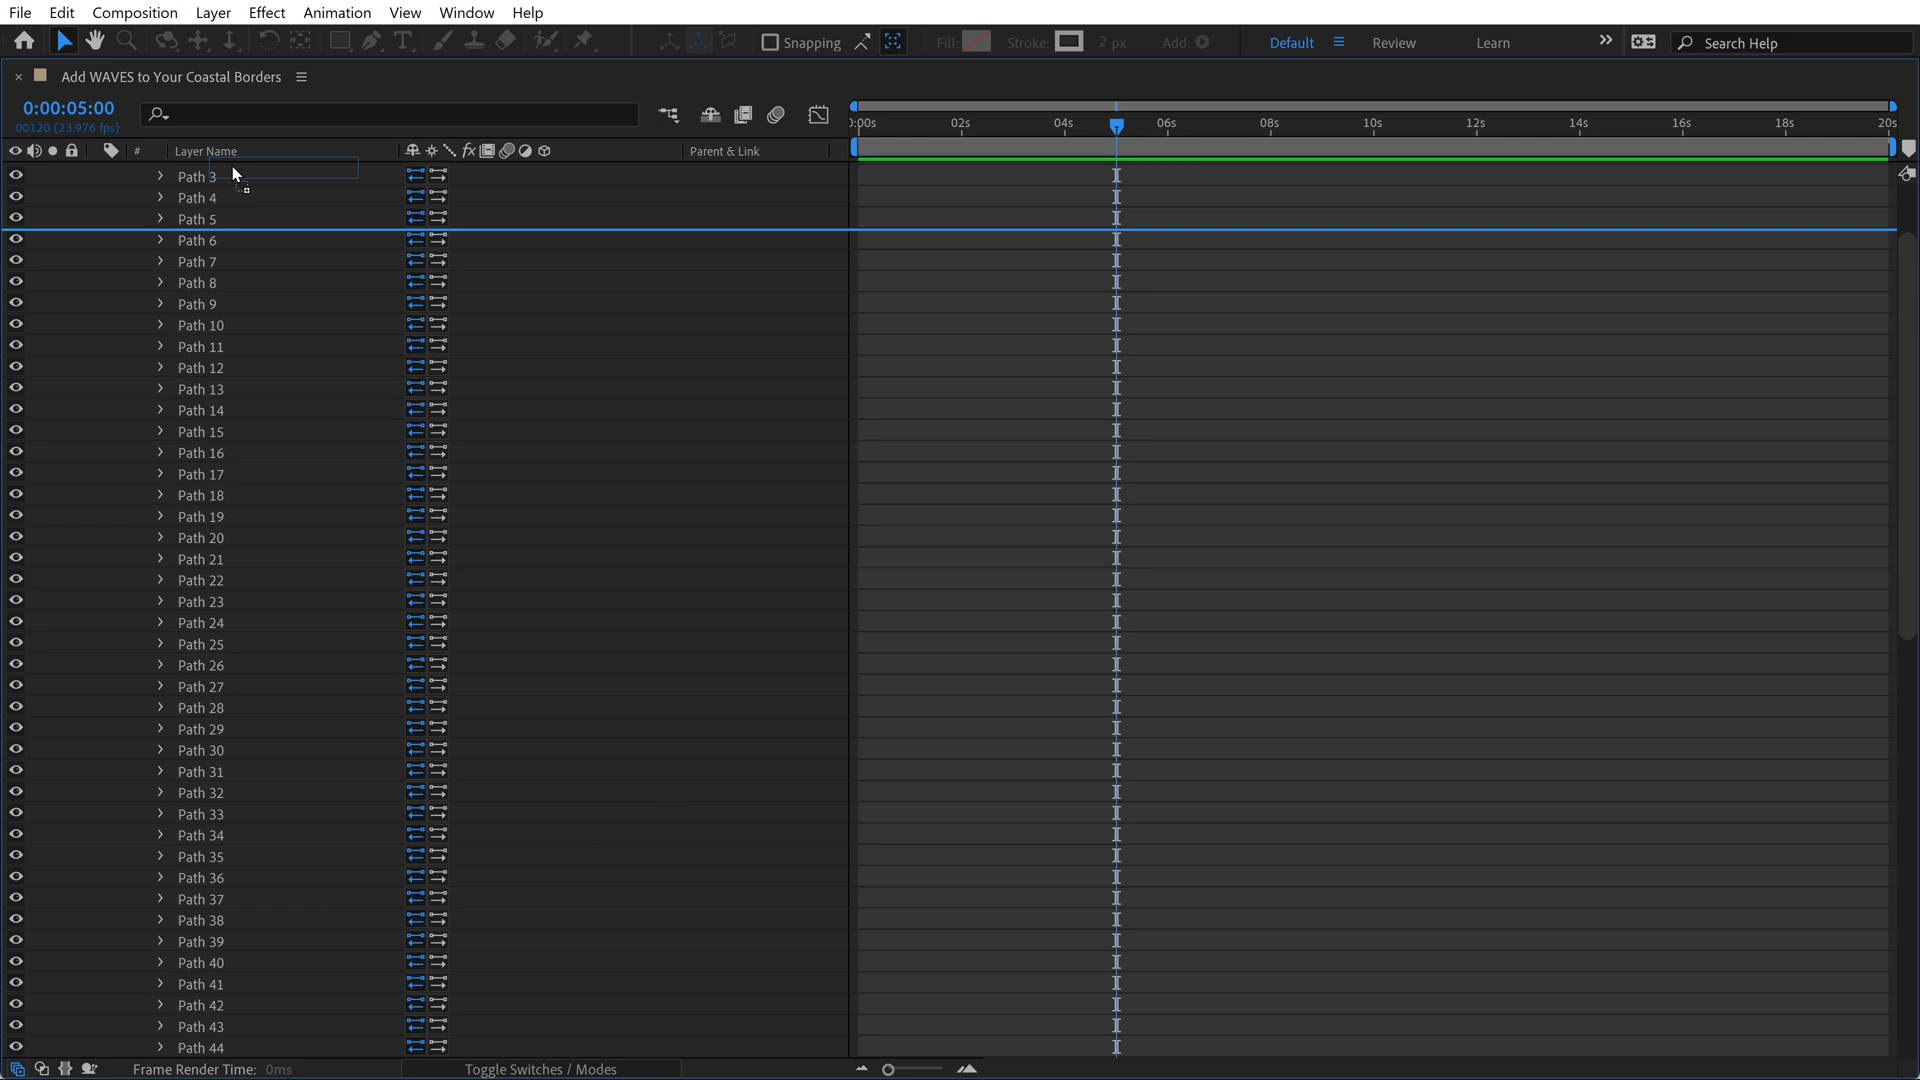 File Edit Composition Layer Effect Animation View Window Help
Snapping Fill: Stroke: 2 px Add: Default Review Learn Search Help
Add WAVES to Your Coastal Borders
0:00:05:00
00120 (23.976 fps)
0:00s 02s 04s 06s 08s 10s 12s 14s 16s 18s 20s
# Layer Name fx Parent & Link
Path 3
Path 4
Path 5
Path 6
Path 7
Path 8
Path 9
Path 10
Path 11
Path 12
Path 13
Path 14
Path 15
Path 16
Path 17
Path 18
Path 19
Path 20
Path 21
Path 22
Path 23
Path 24
Path 25
Path 26
Path 27
Path 28
Path 29
Path 30
Path 31
Path 32
Path 33
Path 34
Path 35
Path 36
Path 37
Path 38
Path 39
Path 40
Path 41
Path 42
Path 43
Path 44
Frame Render Time: 0ms Toggle Switches / Modes